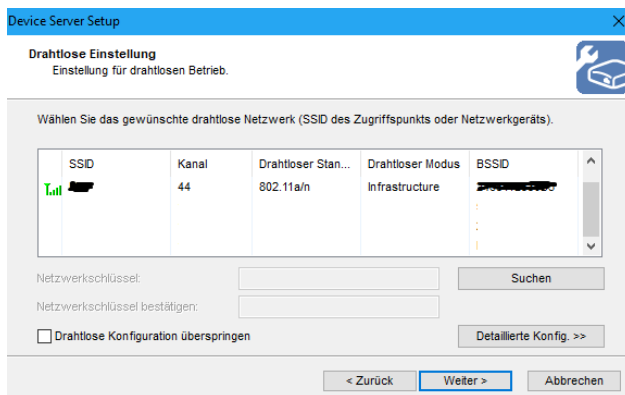 Device Server Setup
Drahtlose Einstellung
Einstellung für drahtlosen Betrieb.
Wählen Sie das gewünschte drahtlose Netzwerk (SSID des Zugriffspunkts oder Netzwerkgeräts).
SSID Kanal Drahtloser Stan... Drahtloser Modus BSSID
44 802.11a/n Infrastructure
Netzwerkschlüssel:
Suchen
Netzwerkschlüssel bestätigen:
Drahtlose Konfiguration überspringen
Detaillierte Konfig. >>
< Zurück Weiter > Abbrechen